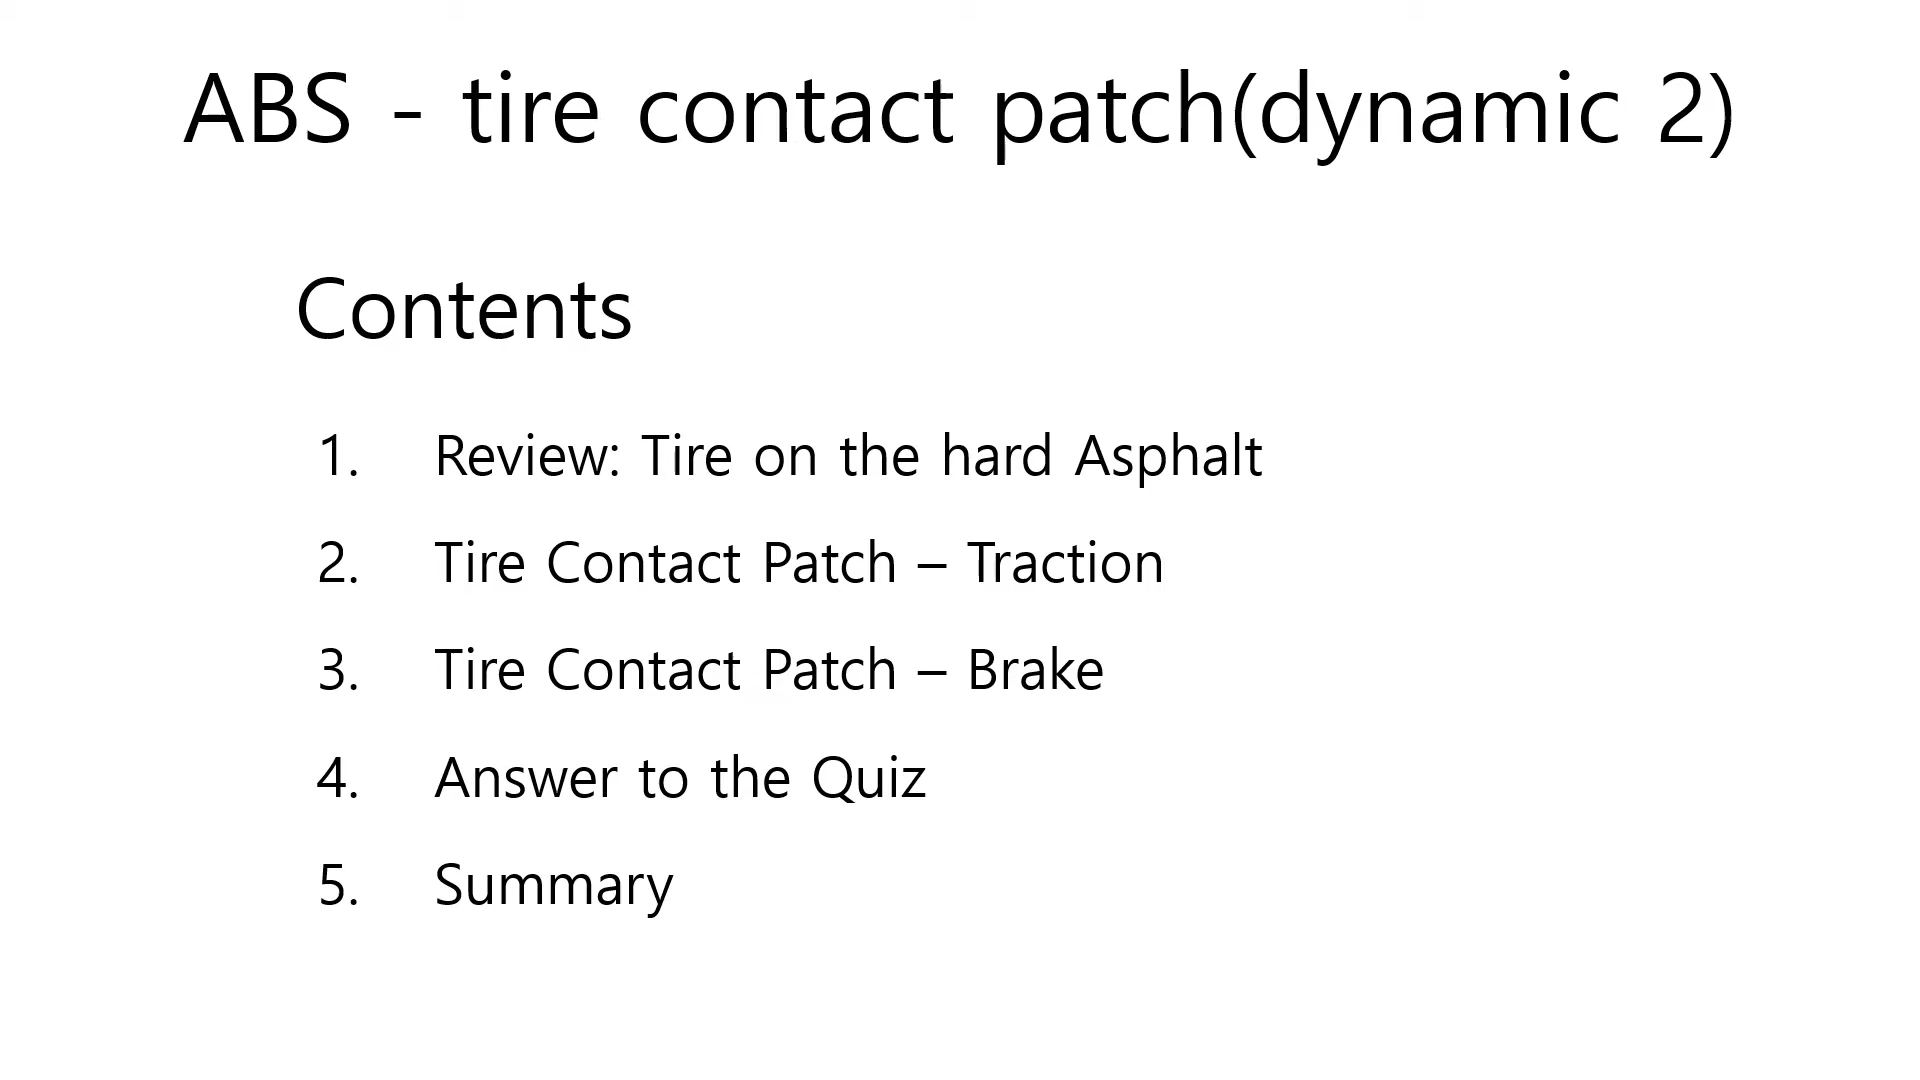 ABS - tire contact patch(dynamic 2)
Contents
1. Review: Tire on the hard Asphalt
2. Tire Contact Patch – Traction
3. Tire Contact Patch – Brake
4. Answer to the Quiz
5. Summary